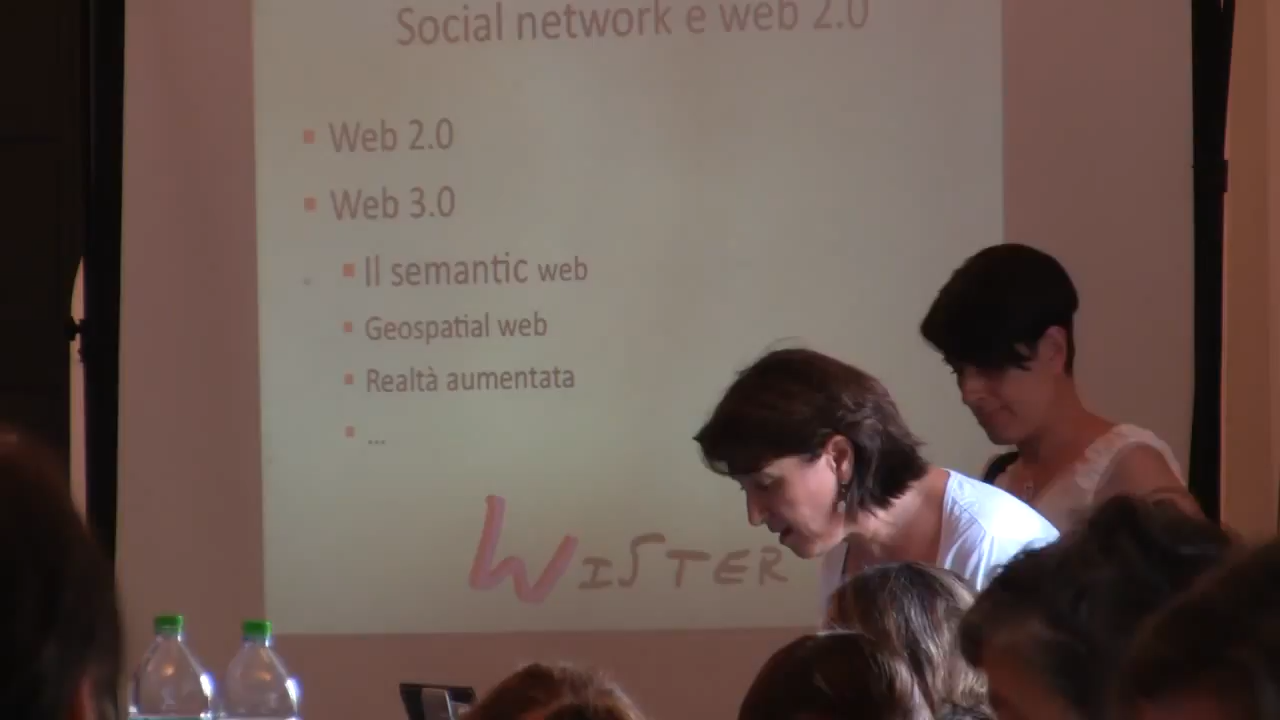 Social network e web 2.0
Web 2.0
Web 3.0
Il semantic web
Geospatial web
Realtà aumentata
...
WISTER